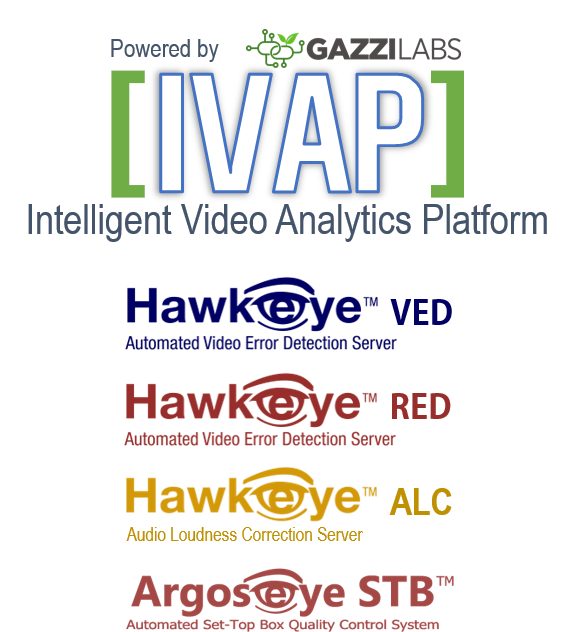 Powered by GAZZILABS
[IVAP]
Intelligent Video Analytics Platform
Hawkeye™ VED
Automated Video Error Detection Server
Hawkeye™ RED
Automated Video Error Detection Server
Hawkeye™ ALC
Audio Loudness Correction Server
Argoseye STB™
Automated Set-Top Box Quality Control System